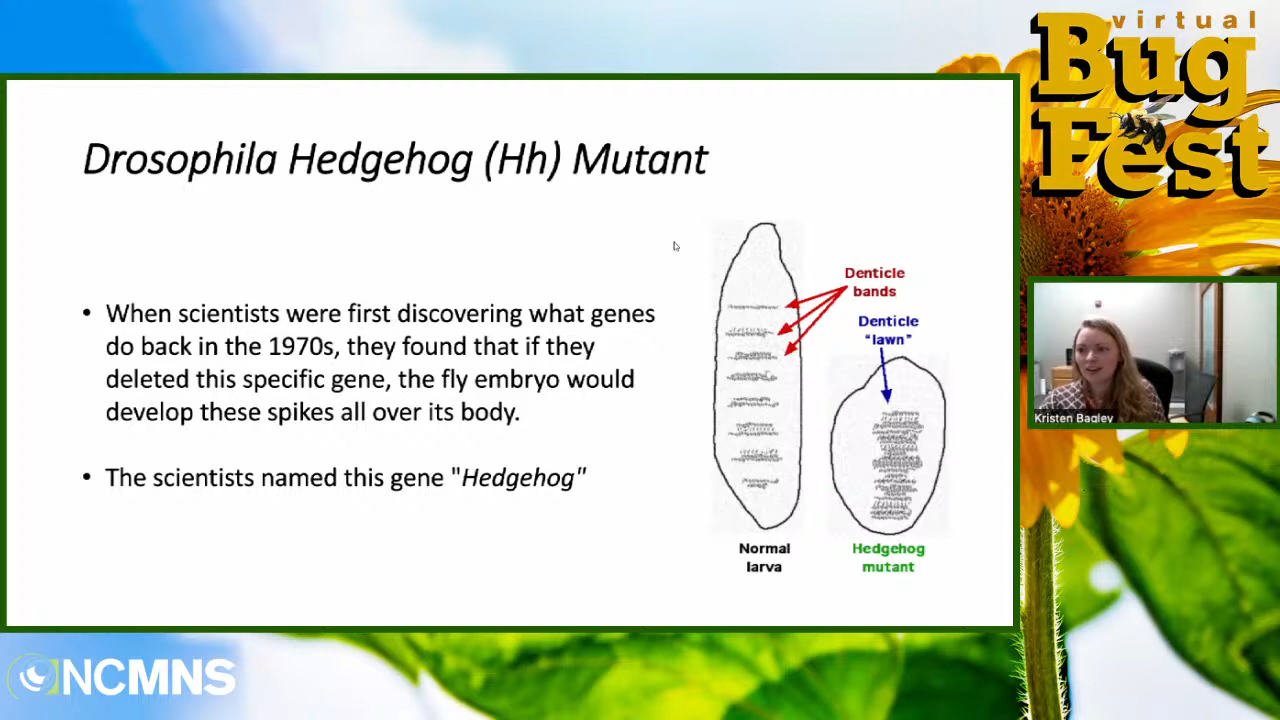 virtual
Bug
Fest
Drosophila Hedgehog (Hh) Mutant
• When scientists were first discovering what genes
do back in the 1970s, they found that if they
deleted this specific gene, the fly embryo would
develop these spikes all over its body.
• The scientists named this gene "Hedgehog"
Denticle
bands
Denticle
"lawn"
Normal
larva
Hedgehog
mutant
Kristen Bagley
NCMNS